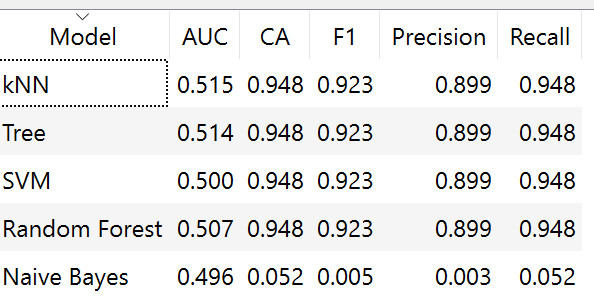 Model AUC CA F1 Precision Recall
kNN 0.515 0.948 0.923 0.899 0.948
Tree 0.514 0.948 0.923 0.899 0.948
SVM 0.500 0.948 0.923 0.899 0.948
Random Forest 0.507 0.948 0.923 0.899 0.948
Naive Bayes 0.496 0.052 0.005 0.003 0.052